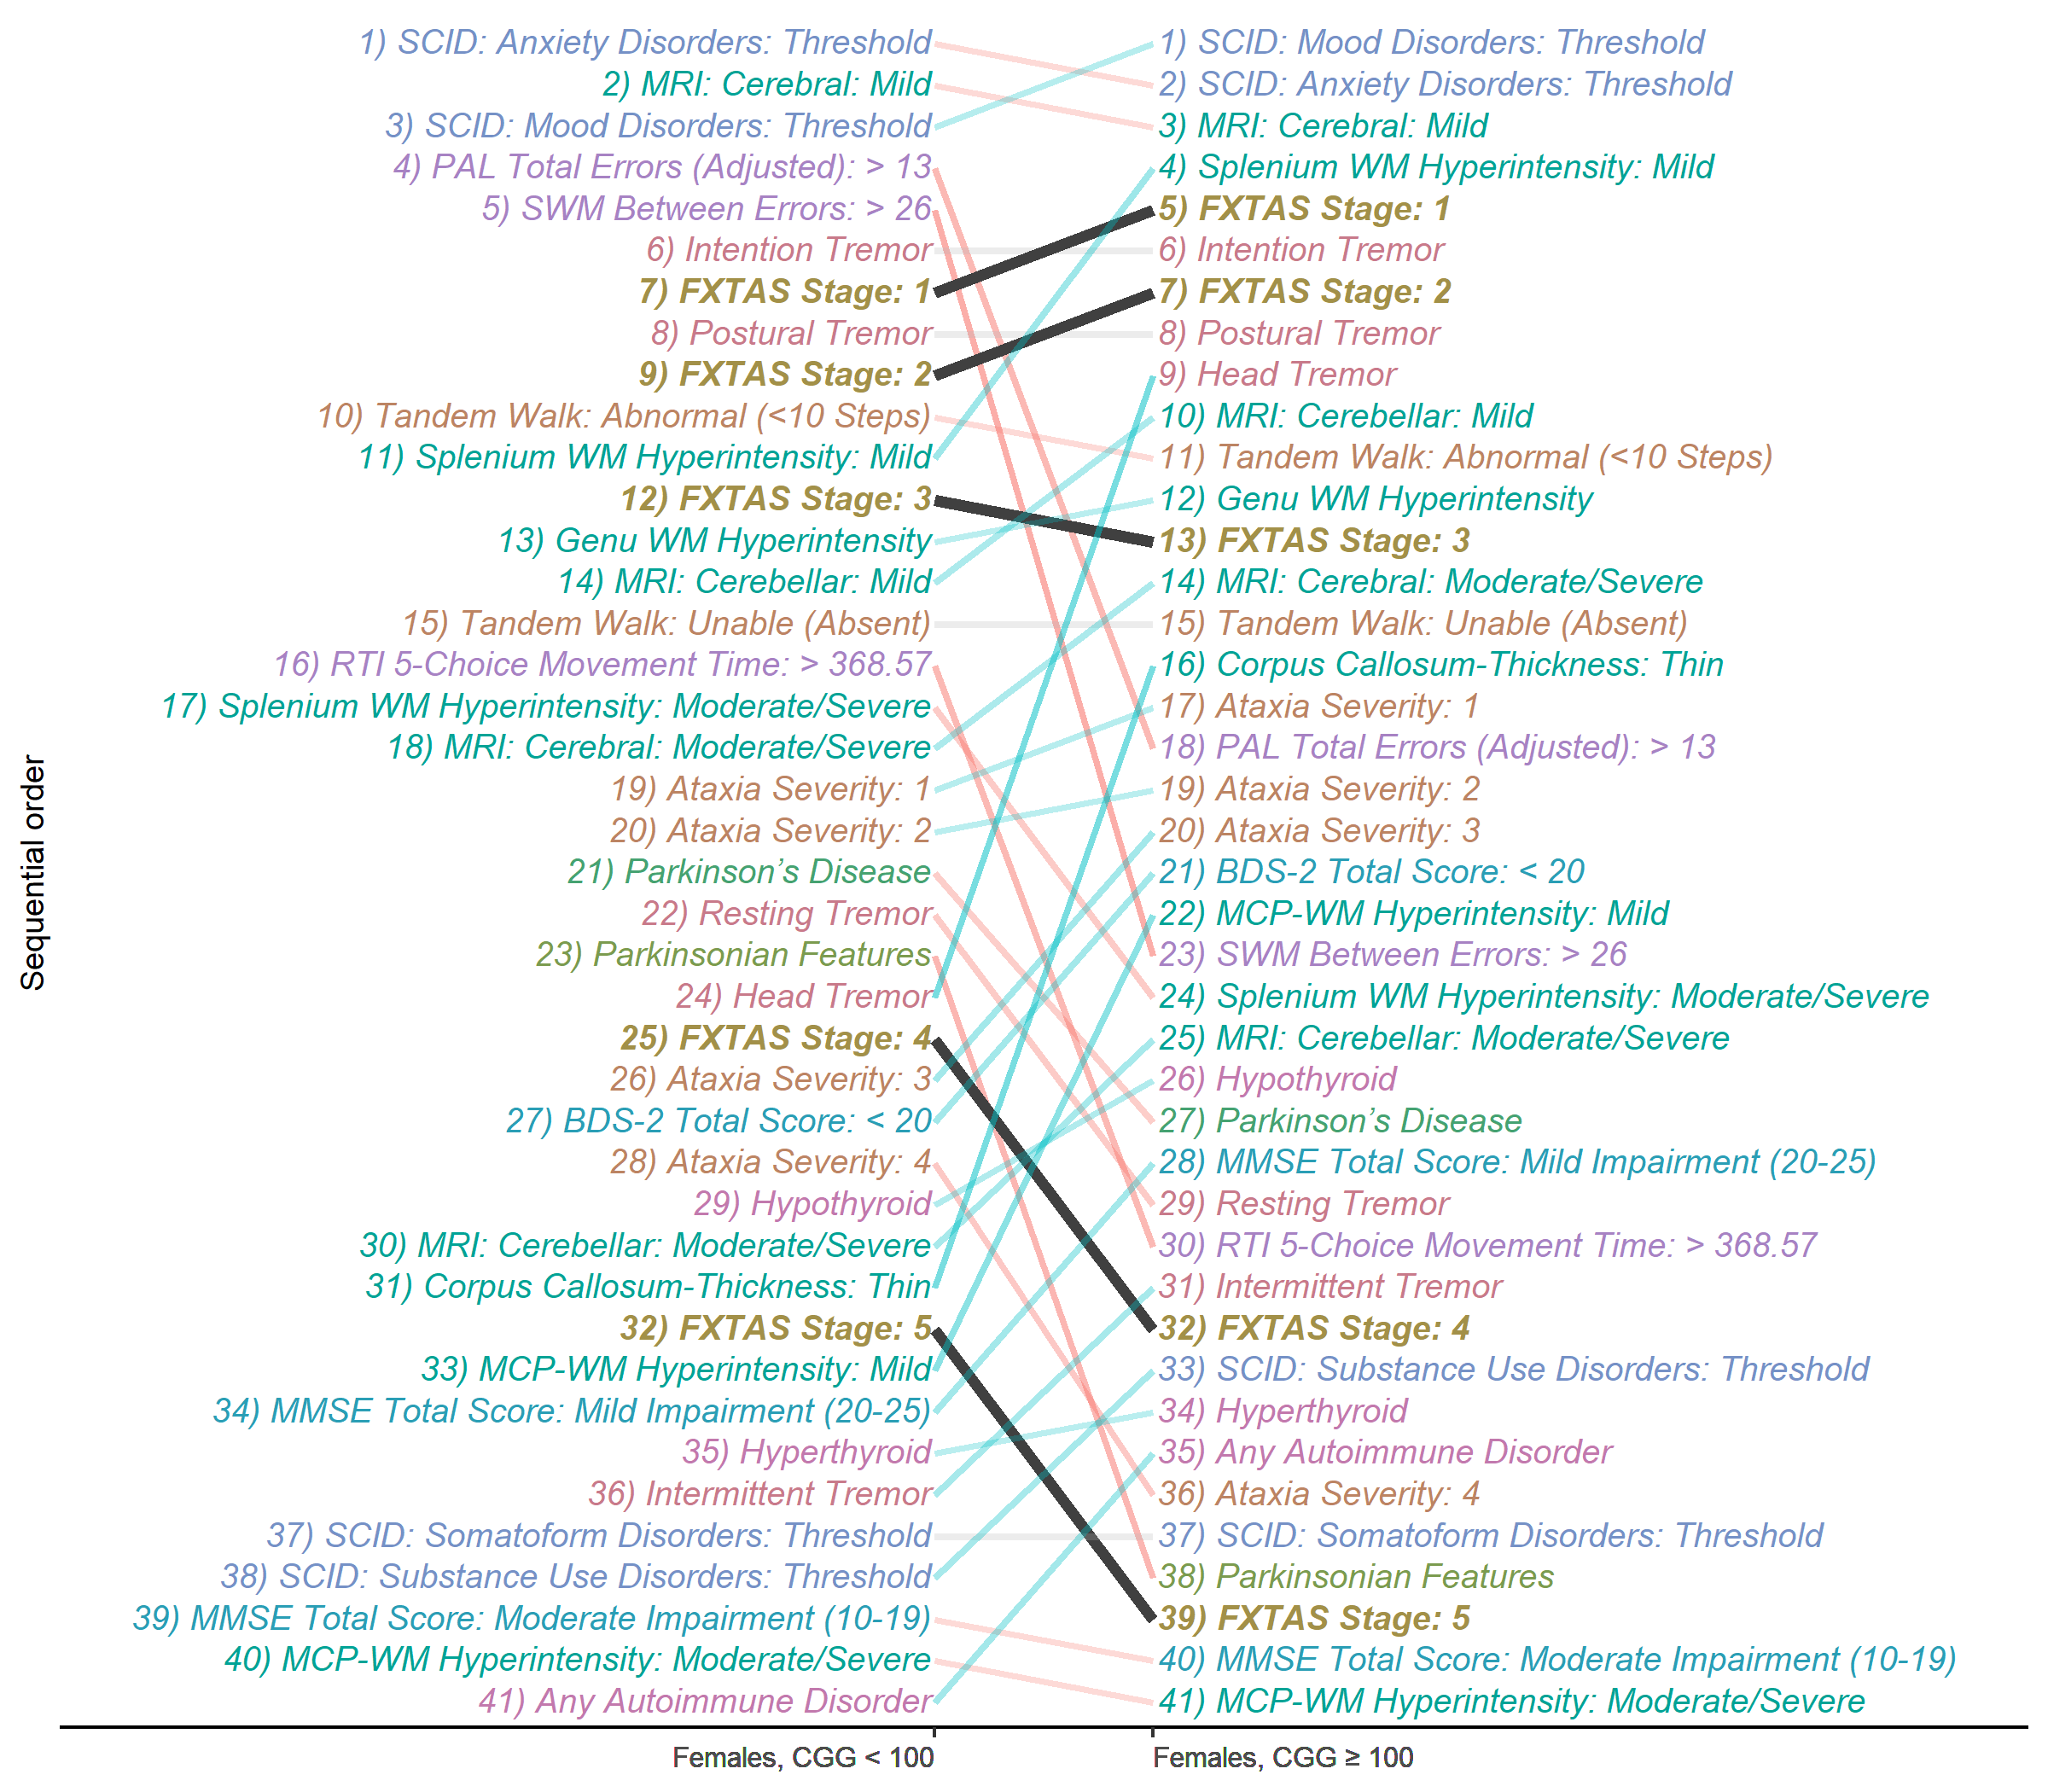 Sequential order
1) SCID: Anxiety Disorders: Threshold
2) MRI: Cerebral: Mild
3) SCID: Mood Disorders: Threshold
4) PAL Total Errors (Adjusted): > 13
5) SWM Between Errors: > 26
6) Intention Tremor
7) FXTAS Stage: 1
8) Postural Tremor
9) FXTAS Stage: 2
10) Tandem Walk: Abnormal (<10 Steps)
11) Splenium WM Hyperintensity: Mild
12) FXTAS Stage: 3
13) Genu WM Hyperintensity
14) MRI: Cerebellar: Mild
15) Tandem Walk: Unable (Absent)
16) RTI 5-Choice Movement Time: > 368.57
17) Splenium WM Hyperintensity: Moderate/Severe
18) MRI: Cerebral: Moderate/Severe
19) Ataxia Severity: 1
20) Ataxia Severity: 2
21) Parkinson’s Disease
22) Resting Tremor
23) Parkinsonian Features
24) Head Tremor
25) FXTAS Stage: 4
26) Ataxia Severity: 3
27) BDS-2 Total Score: < 20
28) Ataxia Severity: 4
29) Hypothyroid
30) MRI: Cerebellar: Moderate/Severe
31) Corpus Callosum-Thickness: Thin
32) FXTAS Stage: 5
33) MCP-WM Hyperintensity: Mild
34) MMSE Total Score: Mild Impairment (20-25)
35) Hyperthyroid
36) Intermittent Tremor
37) SCID: Somatoform Disorders: Threshold
38) SCID: Substance Use Disorders: Threshold
39) MMSE Total Score: Moderate Impairment (10-19)
40) MCP-WM Hyperintensity: Moderate/Severe
41) Any Autoimmune Disorder
Females, CGG < 100
1) SCID: Mood Disorders: Threshold
2) SCID: Anxiety Disorders: Threshold
3) MRI: Cerebral: Mild
4) Splenium WM Hyperintensity: Mild
5) FXTAS Stage: 1
6) Intention Tremor
7) FXTAS Stage: 2
8) Postural Tremor
9) Head Tremor
10) MRI: Cerebellar: Mild
11) Tandem Walk: Abnormal (<10 Steps)
12) Genu WM Hyperintensity
13) FXTAS Stage: 3
14) MRI: Cerebral: Moderate/Severe
15) Tandem Walk: Unable (Absent)
16) Corpus Callosum-Thickness: Thin
17) Ataxia Severity: 1
18) PAL Total Errors (Adjusted): > 13
19) Ataxia Severity: 2
20) Ataxia Severity: 3
21) BDS-2 Total Score: < 20
22) MCP-WM Hyperintensity: Mild
23) SWM Between Errors: > 26
24) Splenium WM Hyperintensity: Moderate/Severe
25) MRI: Cerebellar: Moderate/Severe
26) Hypothyroid
27) Parkinson’s Disease
28) MMSE Total Score: Mild Impairment (20-25)
29) Resting Tremor
30) RTI 5-Choice Movement Time: > 368.57
31) Intermittent Tremor
32) FXTAS Stage: 4
33) SCID: Substance Use Disorders: Threshold
34) Hyperthyroid
35) Any Autoimmune Disorder
36) Ataxia Severity: 4
37) SCID: Somatoform Disorders: Threshold
38) Parkinsonian Features
39) FXTAS Stage: 5
40) MMSE Total Score: Moderate Impairment (10-19)
41) MCP-WM Hyperintensity: Moderate/Severe
Females, CGG ≥ 100